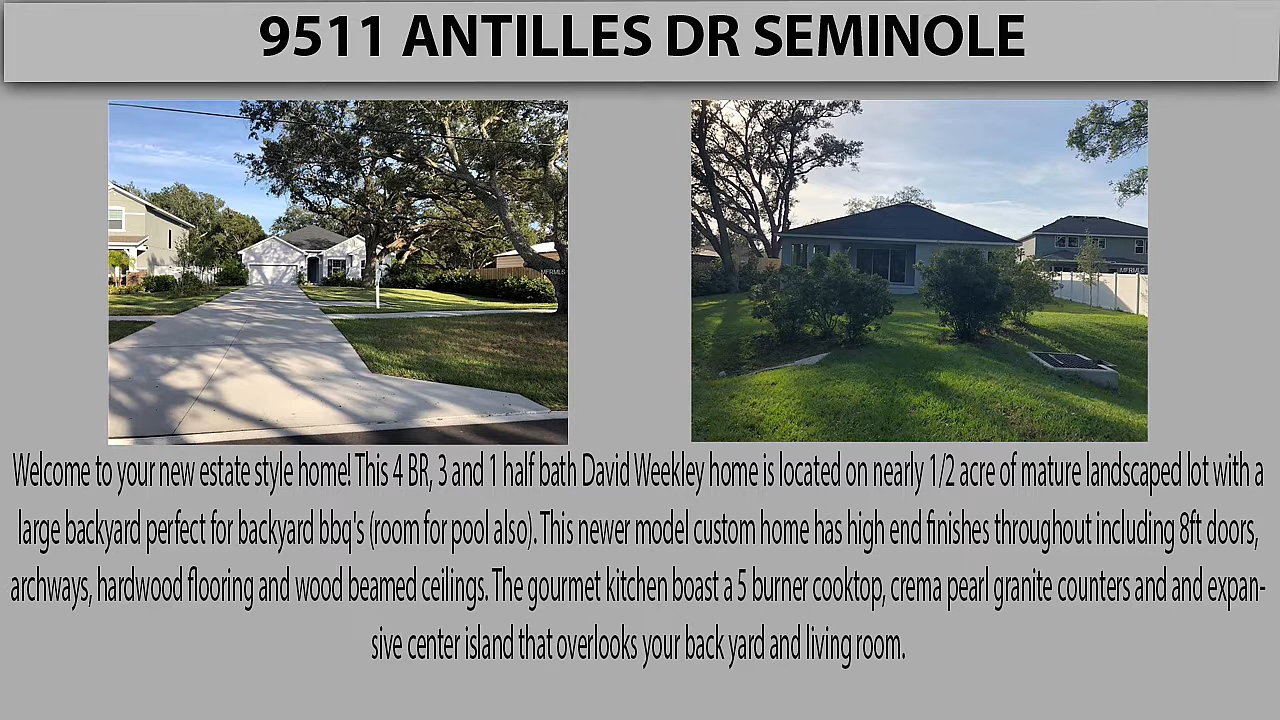 9511 ANTILLES DR SEMINOLE
MFRMLS
MFRMLS
Welcome to your new estate style home! This 4 BR, 3 and 1 half bath David Weekley home is located on nearly 1/2 acre of mature landscaped lot with a
large backyard perfect for backyard bbq's (room for pool also). This newer model custom home has high end finishes throughout including 8ft doors,
archways, hardwood flooring and wood beamed ceilings. The gourmet kitchen boast a 5 burner cooktop, crema pearl granite counters and and expan-
sive center island that overlooks your back yard and living room.